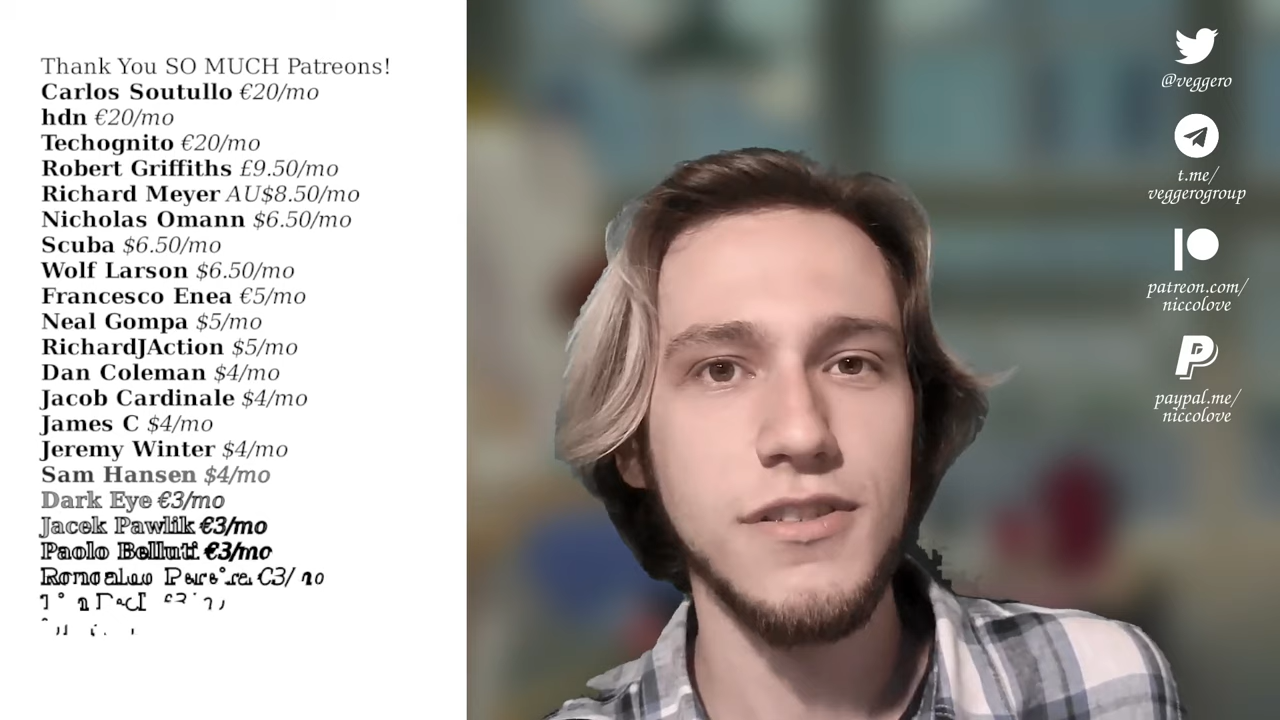 Thank You SO MUCH Patreons!
Carlos Soutullo €20/mo
hdn €20/mo
Techognito €20/mo
Robert Griffiths £9.50/mo
Richard Meyer AU$8.50/mo
Nicholas Omann $6.50/mo
Scuba $6.50/mo
Wolf Larson $6.50/mo
Francesco Enea €5/mo
Neal Gompa $5/mo
RichardJAction $5/mo
Dan Coleman $4/mo
Jacob Cardinale $4/mo
James C $4/mo
Jeremy Winter $4/mo
Sam Hansen $4/mo
Dark Eye €3/mo
Jacek Pawlik €3/mo
Paolo Belluti €3/mo
@veggero
t.me/
veggerogroup
patreon.com/
niccolove
paypal.me/
niccolove